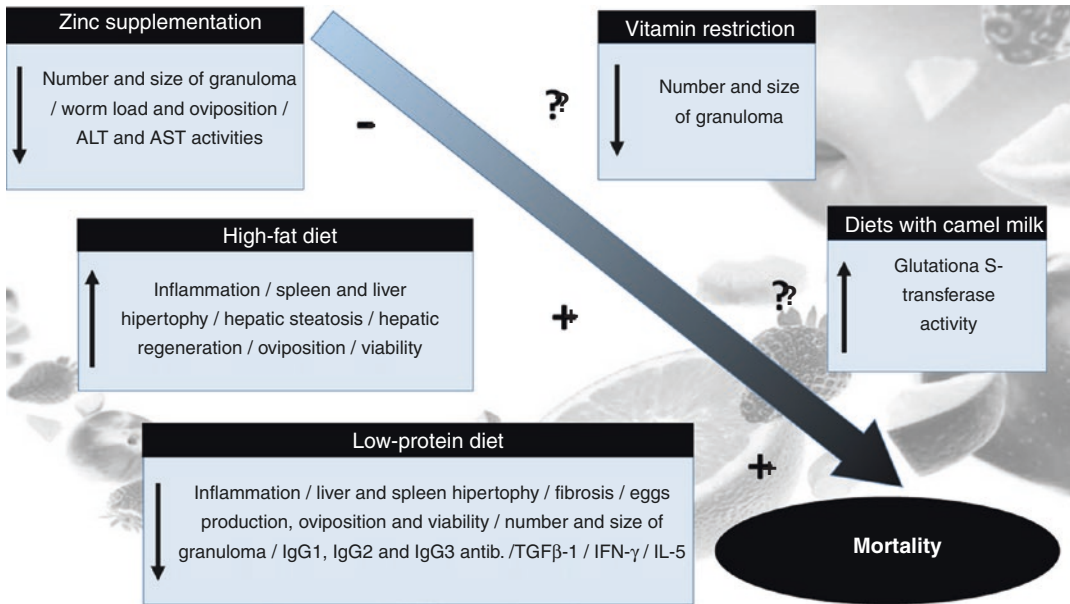 Zinc supplementation
Number and size of granuloma
/ worm load and oviposition /
ALT and AST activities
-
??
Vitamin restriction
Number and size
of granuloma
High-fat diet
Inflammation / spleen and liver
hipertophy / hepatic steatosis / hepatic
regeneration / oviposition / viability
+
??
Diets with camel milk
Glutationa S-
transferase
activity
Low-protein diet
Inflammation / liver and spleen hipertophy / fibrosis / eggs
production, oviposition and viability / number and size of
granuloma / IgG1, IgG2 and IgG3 antib. /TGFβ-1 / IFN-γ / IL-5
++
Mortality